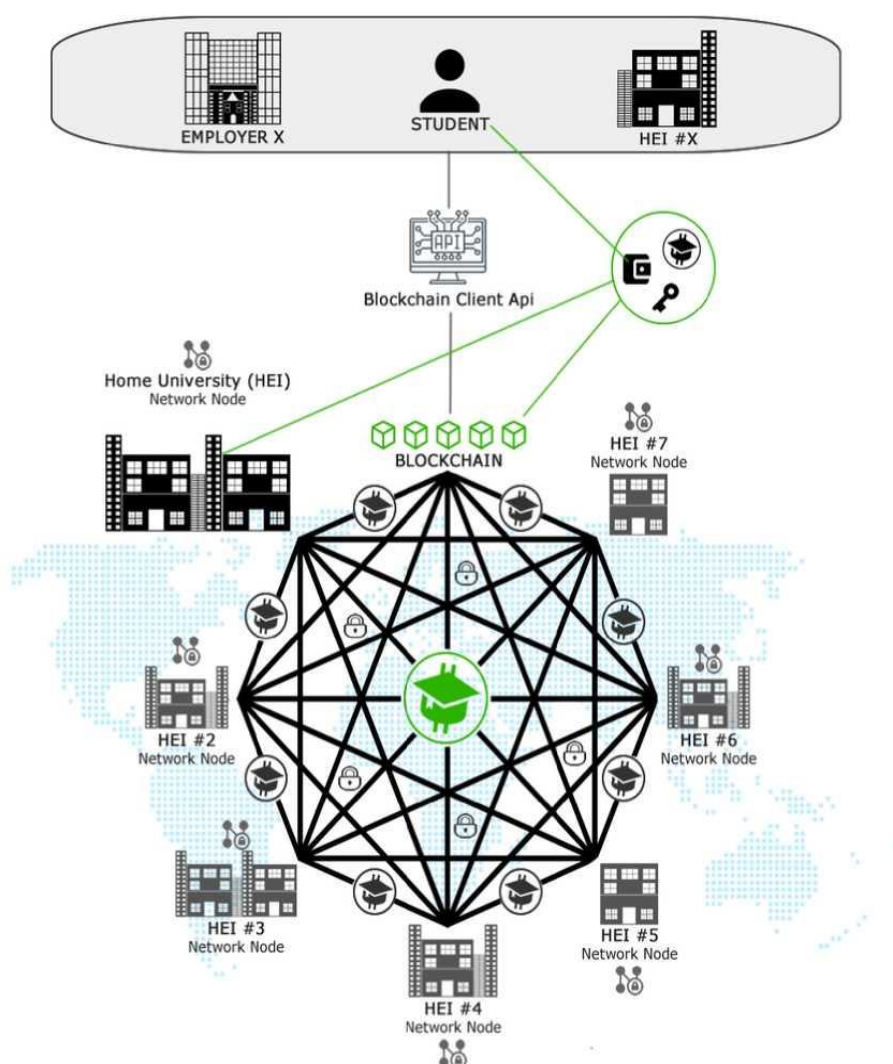 EMPLOYER X
STUDENT
HEI #X
API
Blockchain Client Api
Home University (HEI)
Network Node
HEI #7
Network Node
BLOCKCHAIN
HEI #2
Network Node
HEI #6
Network Node
HEI #3
Network Node
HEI #5
Network Node
HEI #4
Network Node